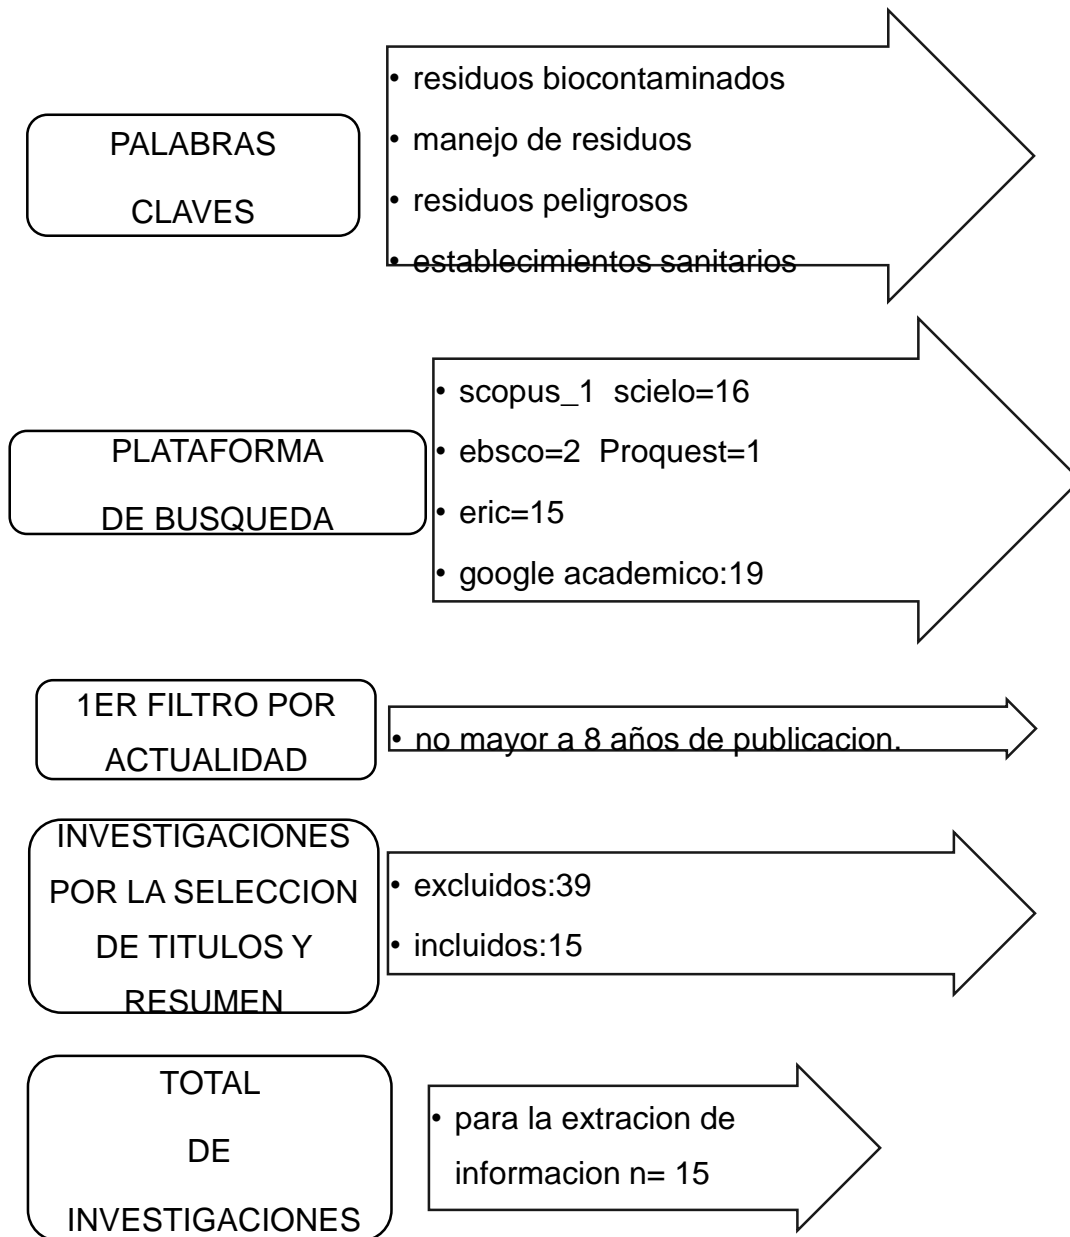 PALABRAS
CLAVES
• residuos biocontaminados
• manejo de residuos
• residuos peligrosos
• establecimientos sanitarios
PLATAFORMA
DE BUSQUEDA
• scopus_1  scielo=16
• ebsco=2  Proquest=1
• eric=15
• google academico:19
1ER FILTRO POR
ACTUALIDAD
• no mayor a 8 años de publicacion.
INVESTIGACIONES
POR LA SELECCION
DE TITULOS Y
RESUMEN
• excluidos:39
• incluidos:15
TOTAL
DE
INVESTIGACIONES
• para la extracion de
informacion n= 15